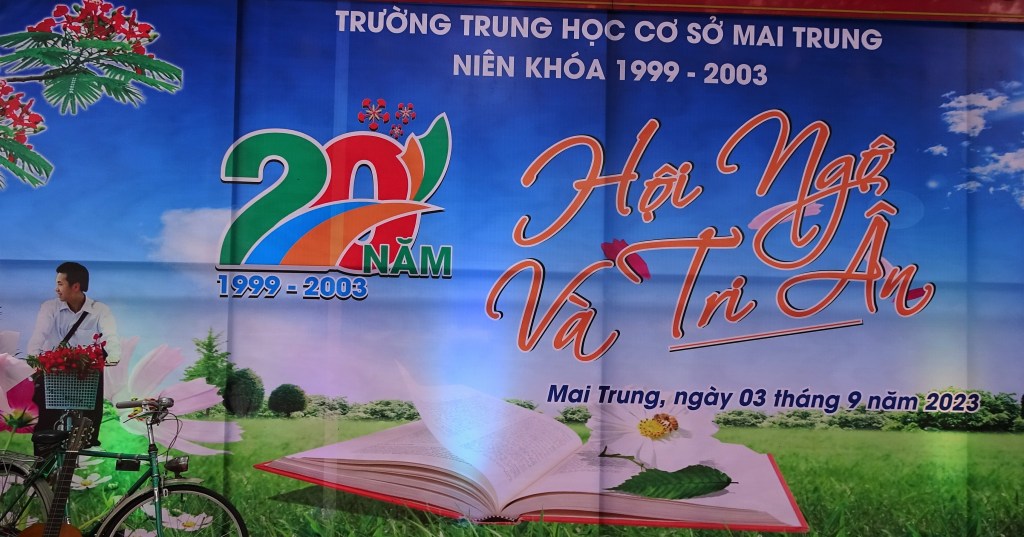 TRƯỜNG TRUNG HỌC CƠ SỞ MAI TRUNG
NIÊN KHÓA 1999 - 2003
20
NĂM
1999 - 2003
Hội Ngộ
Và Tri Ân
Mai Trung, ngày 03 tháng 9 năm 2023